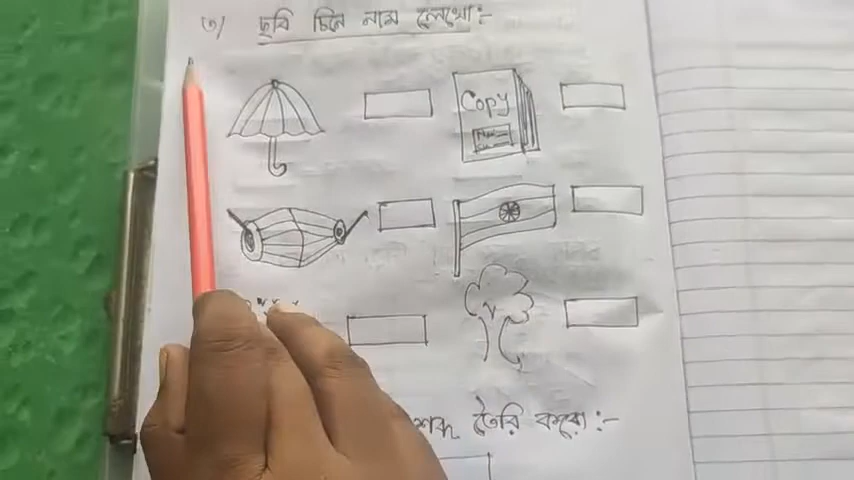 ৩/ ছবি চিনে নাম লেখো:-
Copy
শব্দ তৈরি করো:-